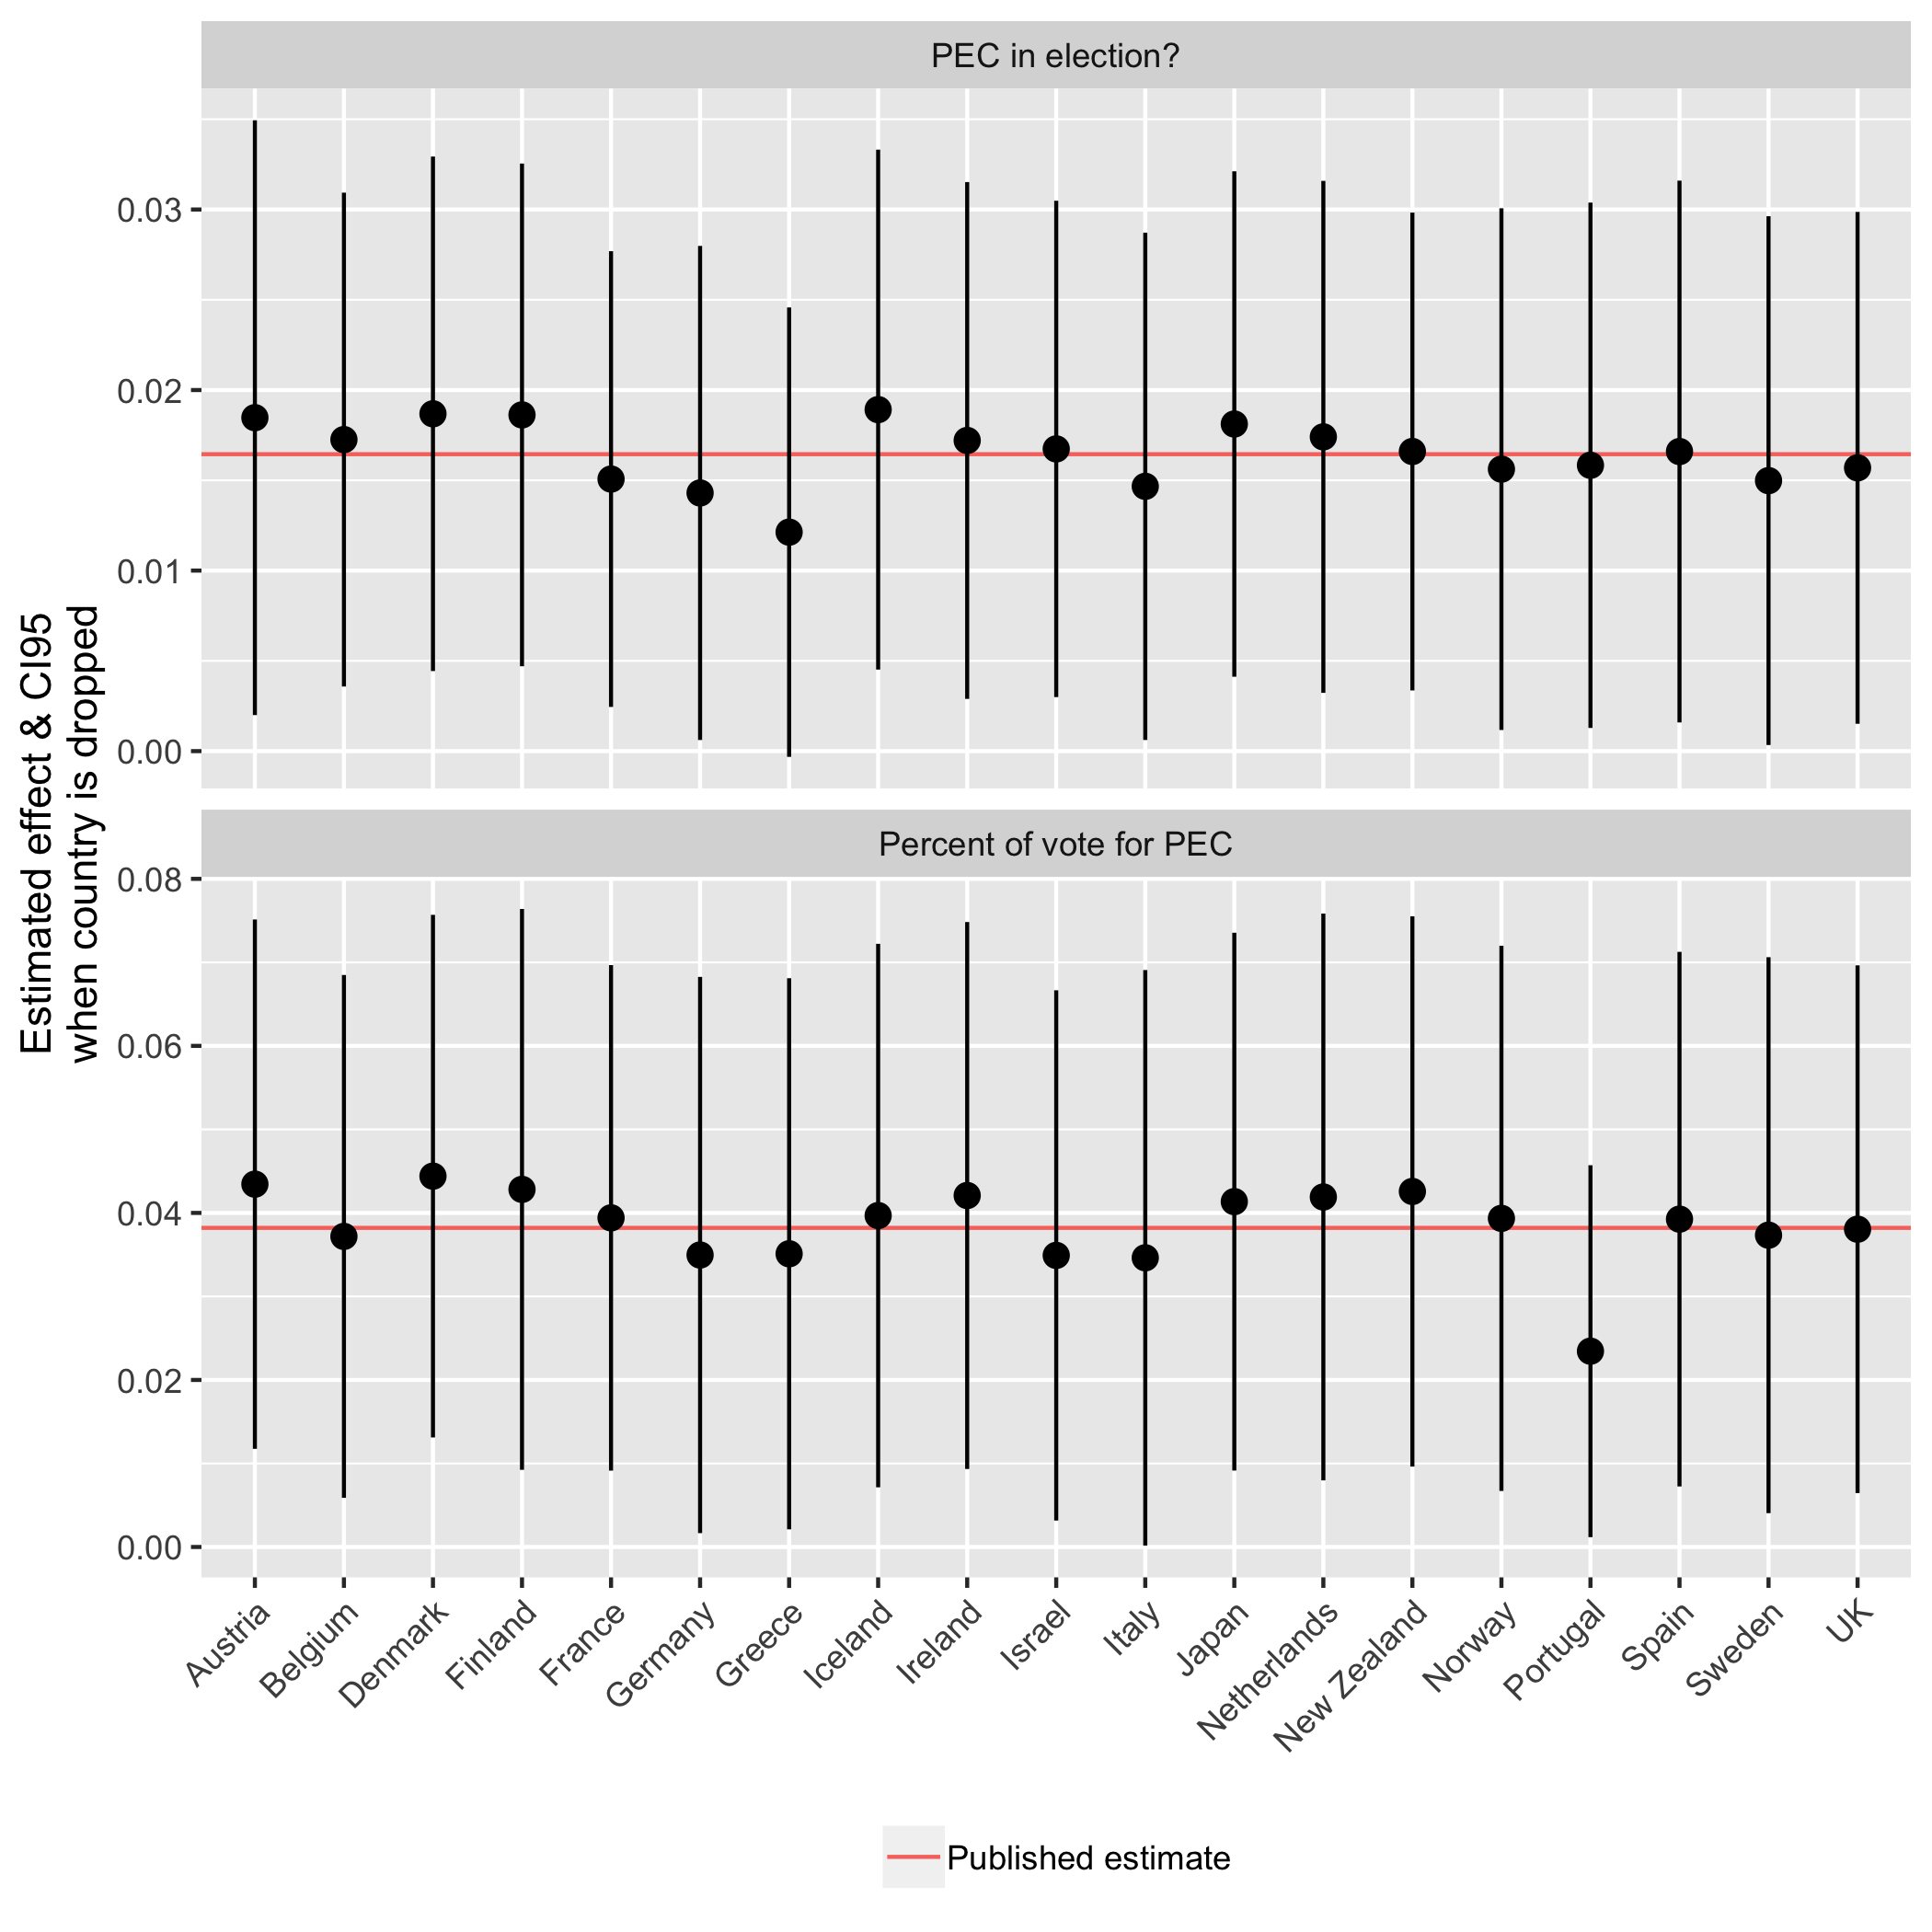 PEC in election?
0.03
0.02
0.01
0.00
Estimated effect & CI95
when country is dropped
Percent of vote for PEC
0.08
0.06
0.04
0.02
0.00
Austria
Belgium
Denmark
Finland
France
Germany
Greece
Iceland
Ireland
Israel
Italy
Japan
Netherlands
New Zealand
Norway
Portugal
Spain
Sweden
UK
Published estimate